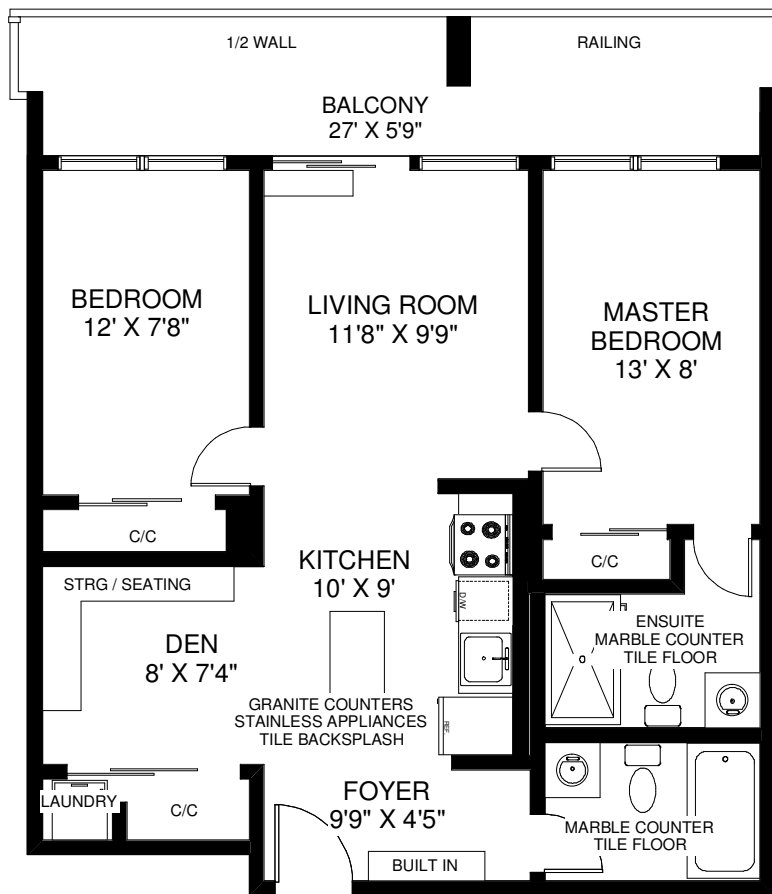 1/2 WALL
RAILING
BALCONY
27' X 5'9"
BEDROOM
12' X 7'8"
LIVING ROOM
11'8" X 9'9"
MASTER
BEDROOM
13' X 8'
C/C
C/C
KITCHEN
10' X 9'
D/W
STRG / SEATING
DEN
8' X 7'4"
ENSUITE
MARBLE COUNTER
TILE FLOOR
GRANITE COUNTERS
STAINLESS APPLIANCES
TILE BACKSPLASH
REF.
LAUNDRY
C/C
FOYER
9'9" X 4'5"
MARBLE COUNTER
TILE FLOOR
BUILT IN